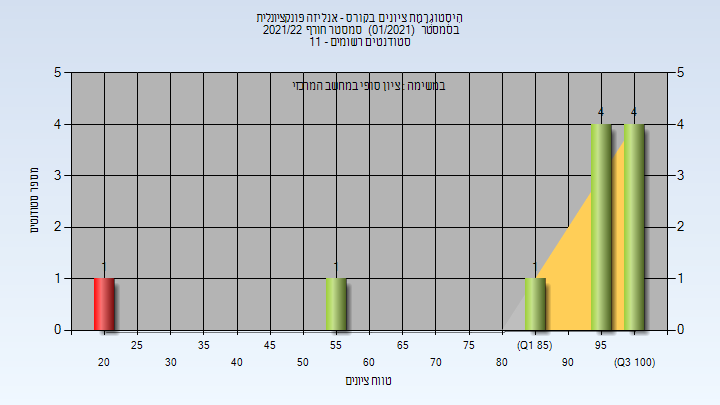 היסטוגרמת ציונים בקורס - אנליזה פונקציונלית
בסמסטר (01/2021) סמסטר חורף 2021/22
סטודנטים רשומים - 11
במשימה : ציון סופי במחשב המרכזי
מספר סטודנטים
5 5
4 4
3 3
2 2
1 1
0 0
1 1 1 4 4
25 35 45 55 65 75 (Q1 85) 95
20 30 40 50 60 70 80 90 (Q3 100)
טווח ציונים